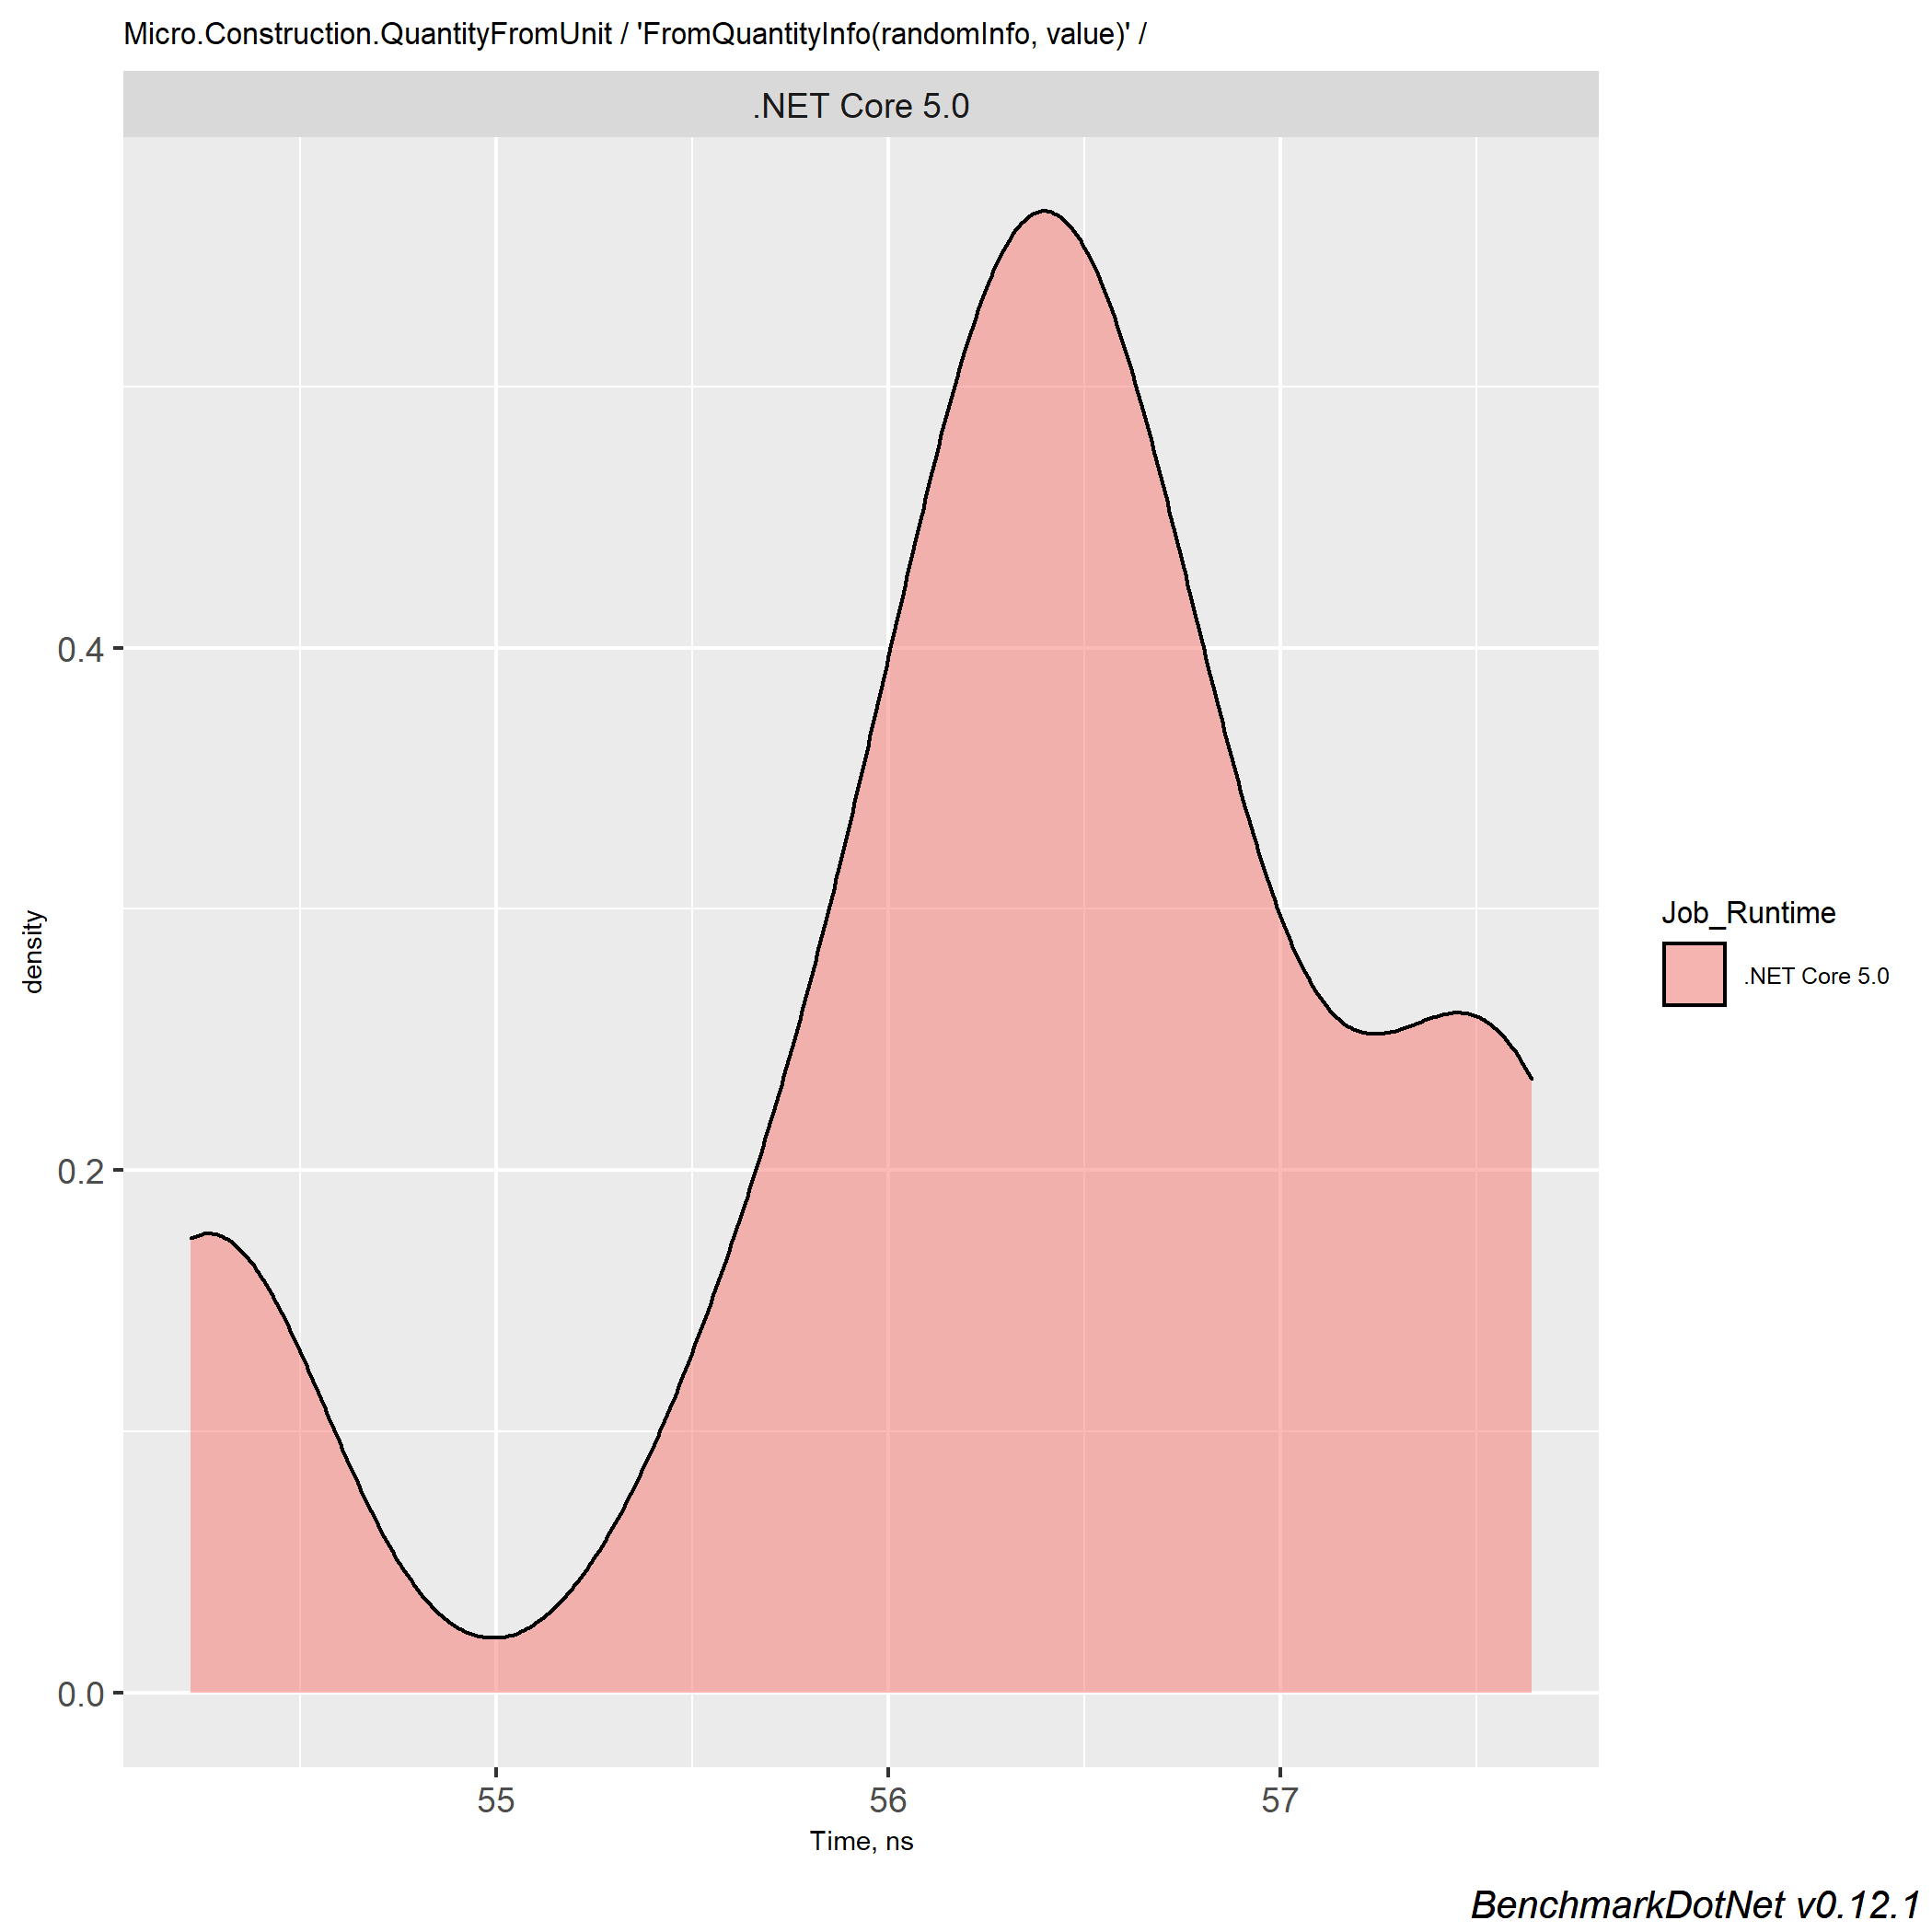 Micro.Construction.QuantityFromUnit / 'FromQuantityInfo(randomInfo, value)' /
.NET Core 5.0
0.4
0.2
0.0
density
55
56
57
Time, ns
Job_Runtime
.NET Core 5.0
BenchmarkDotNet v0.12.1